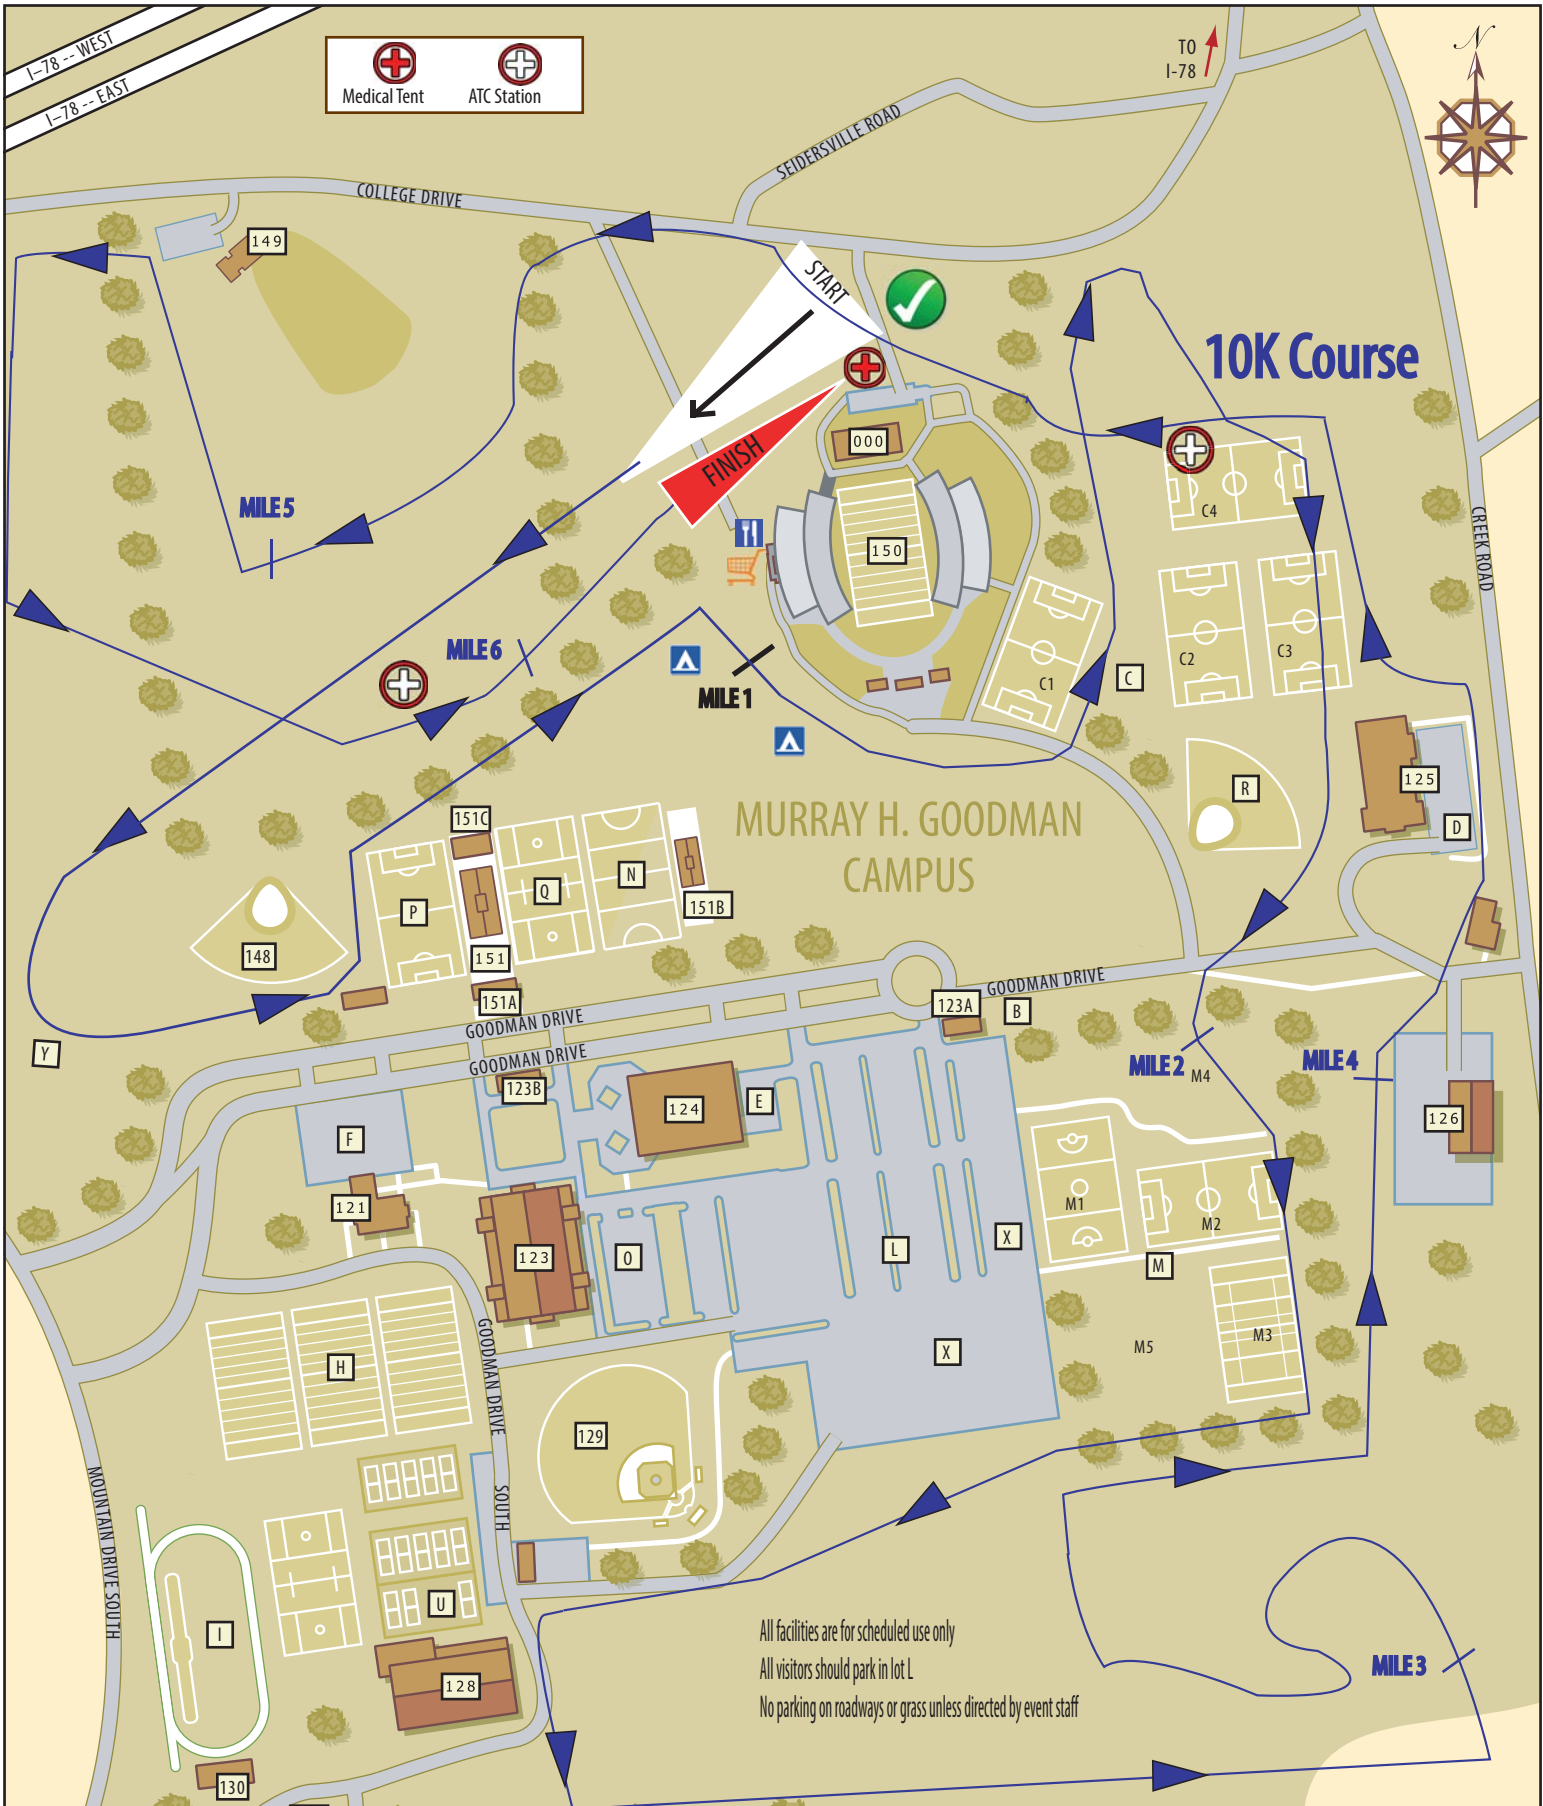 I-78 -- WEST
I-78 -- EAST
Medical Tent
ATC Station
TO
I-78
N
SEIDERSVILLE ROAD
COLLEGE DRIVE
149
START
10K Course
FINISH
000
C4
MILE 5
150
CREEK ROAD
MILE 6
C2
C3
C1
C
MILE 1
R
125
D
MURRAY H. GOODMAN
CAMPUS
151C
P
Q
N
151B
148
151
151A
GOODMAN DRIVE
GOODMAN DRIVE
GOODMAN DRIVE
123A
B
Y
MILE 2
M4
MILE 4
123B
124
E
126
F
121
M1
M2
123
O
L
X
M
H
GOODMAN DRIVE
SOUTH
X
M5
M3
129
MOUNTAIN DRIVE SOUTH
U
I
128
130
All facilities are for scheduled use only
All visitors should park in lot L
No parking on roadways or grass unless directed by event staff
MILE 3